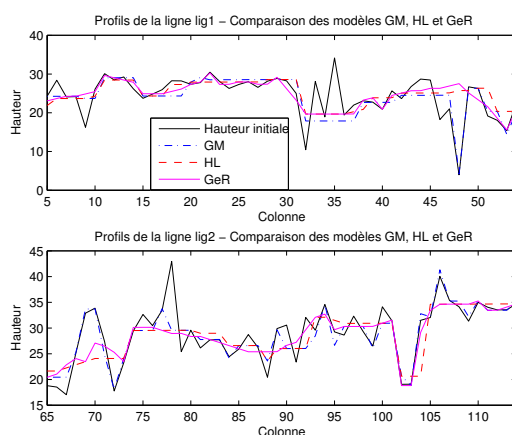 Profils de la ligne lig1 − Comparaison des modèles GM, HL et GeR
40
30
20
10
0
Hauteur
Hauteur initiale
GM
HL
GeR
5 10 15 20 25 30 35 40 45 50
Colonne
Profils de la ligne lig2 − Comparaison des modèles GM, HL et GeR
45
40
35
30
25
20
15
Hauteur
65 70 75 80 85 90 95 100 105 110
Colonne